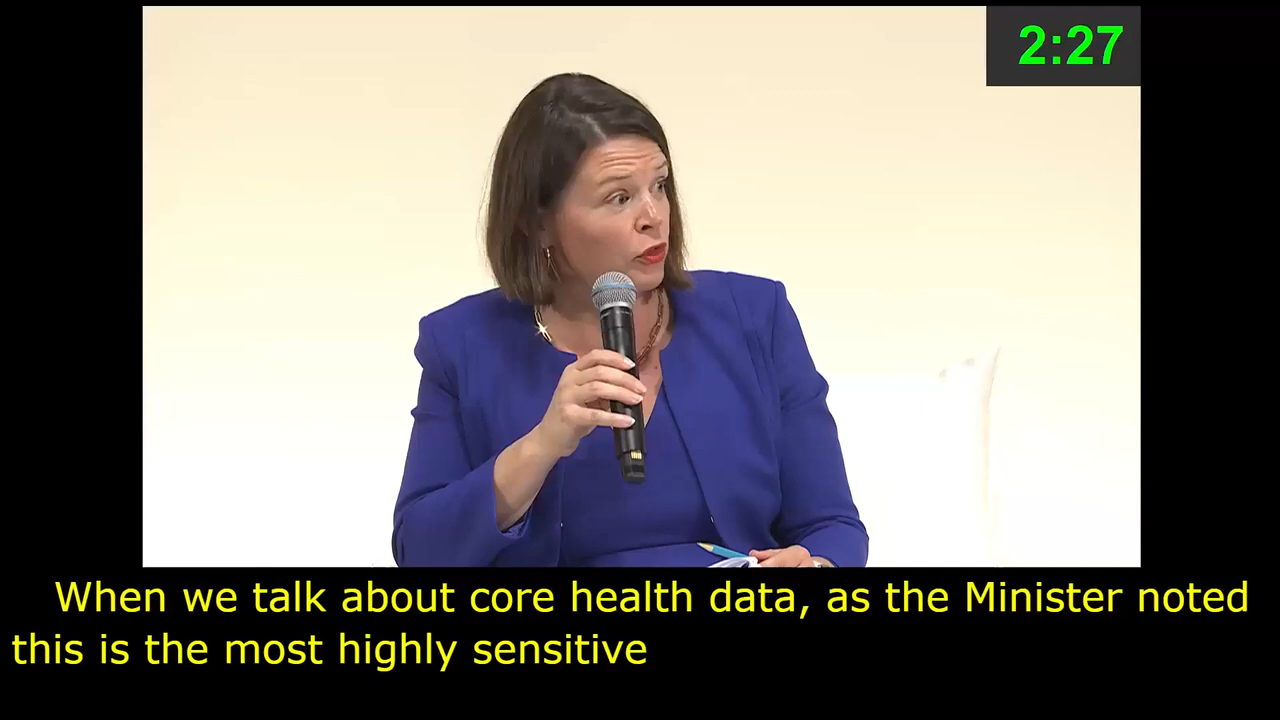 2:27
When we talk about core health data, as the Minister noted
this is the most highly sensitive